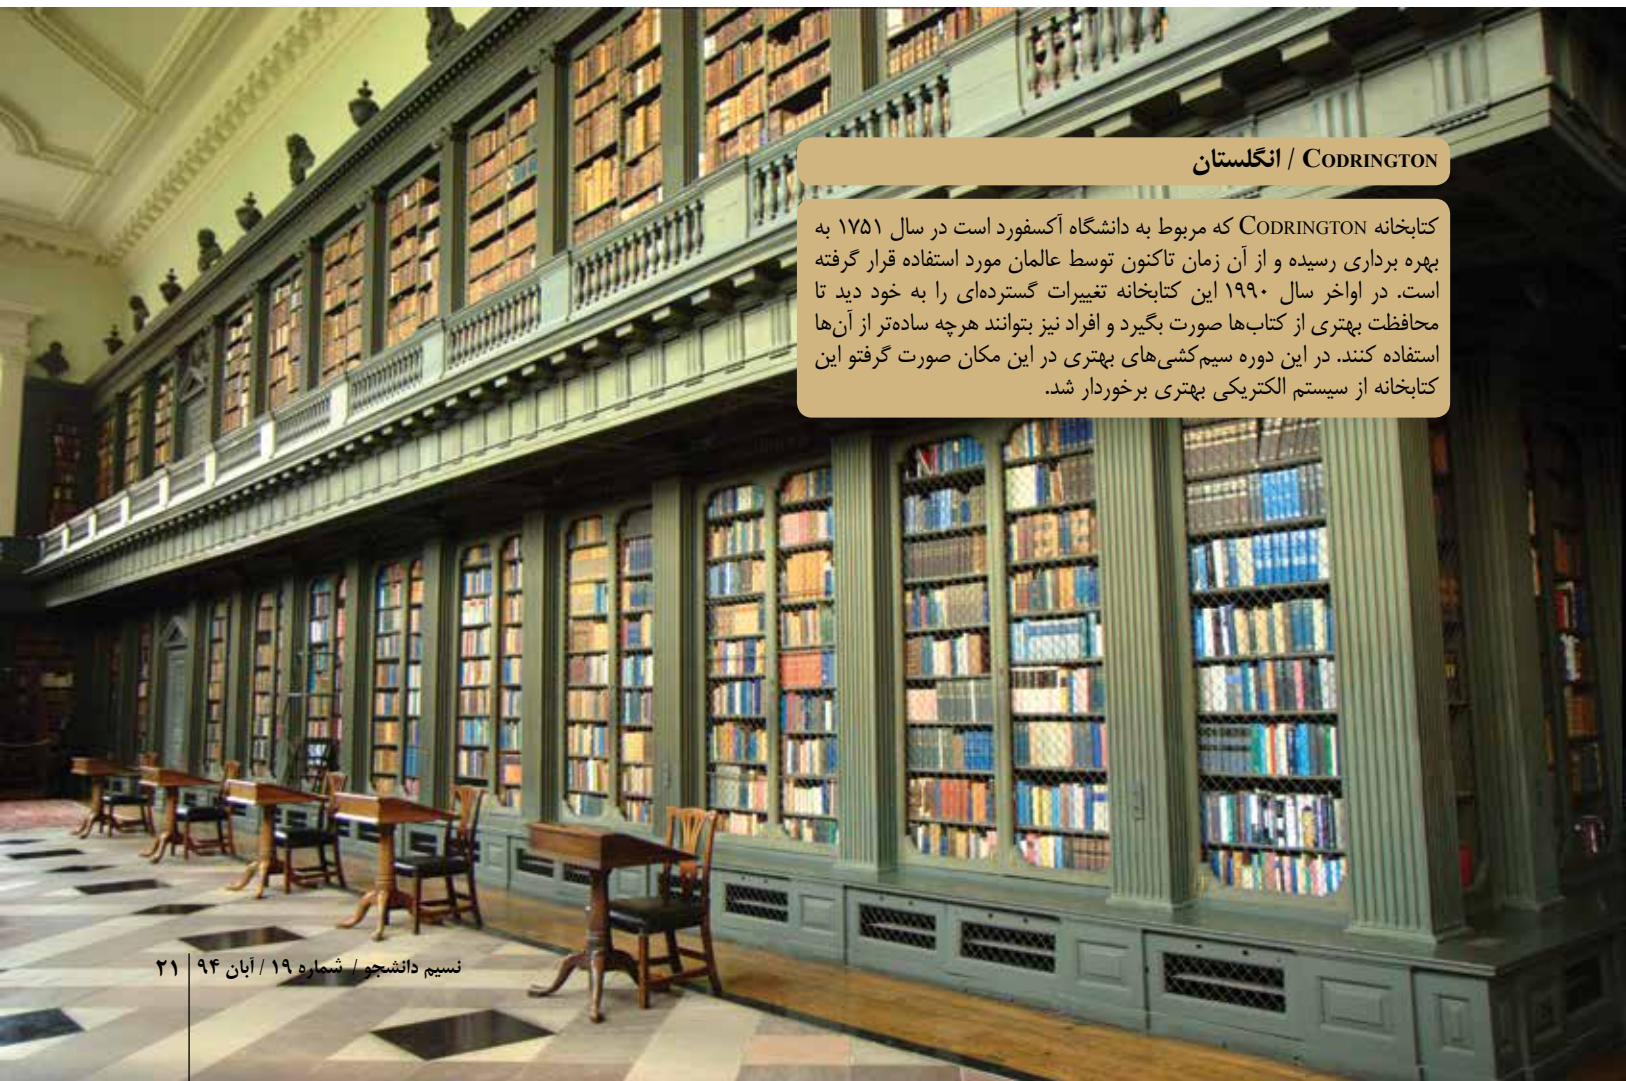 CODRINGTON / انگلستان
کتابخانه CODRINGTON که مربوط به دانشگاه آکسفورد است در سال ۱۷۵۱ به
بهره برداری رسیده و از آن زمان تاکنون توسط عالمان مورد استفاده قرار گرفته
است. در اواخر سال ۱۹۹۰ این کتابخانه تغییرات گسترده‌ای را به خود دید تا
محافظت بهتری از کتاب‌ها صورت بگیرد و افراد نیز بتوانند هرچه ساده‌تر از آن‌ها
استفاده کنند. در این دوره سیم‌کشی‌های بهتری در این مکان صورت گرفتو این
کتابخانه از سیستم الکتریکی بهتری برخوردار شد.
نسیم دانشجو / شماره ۱۹ / آبان ۹۴ | ۲۱